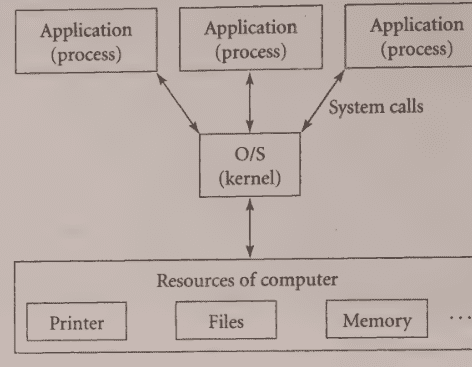 Application
(process)
Application
(process)
Application
(process)
System calls
O/S
(kernel)
Resources of computer
Printer
Files
Memory
...